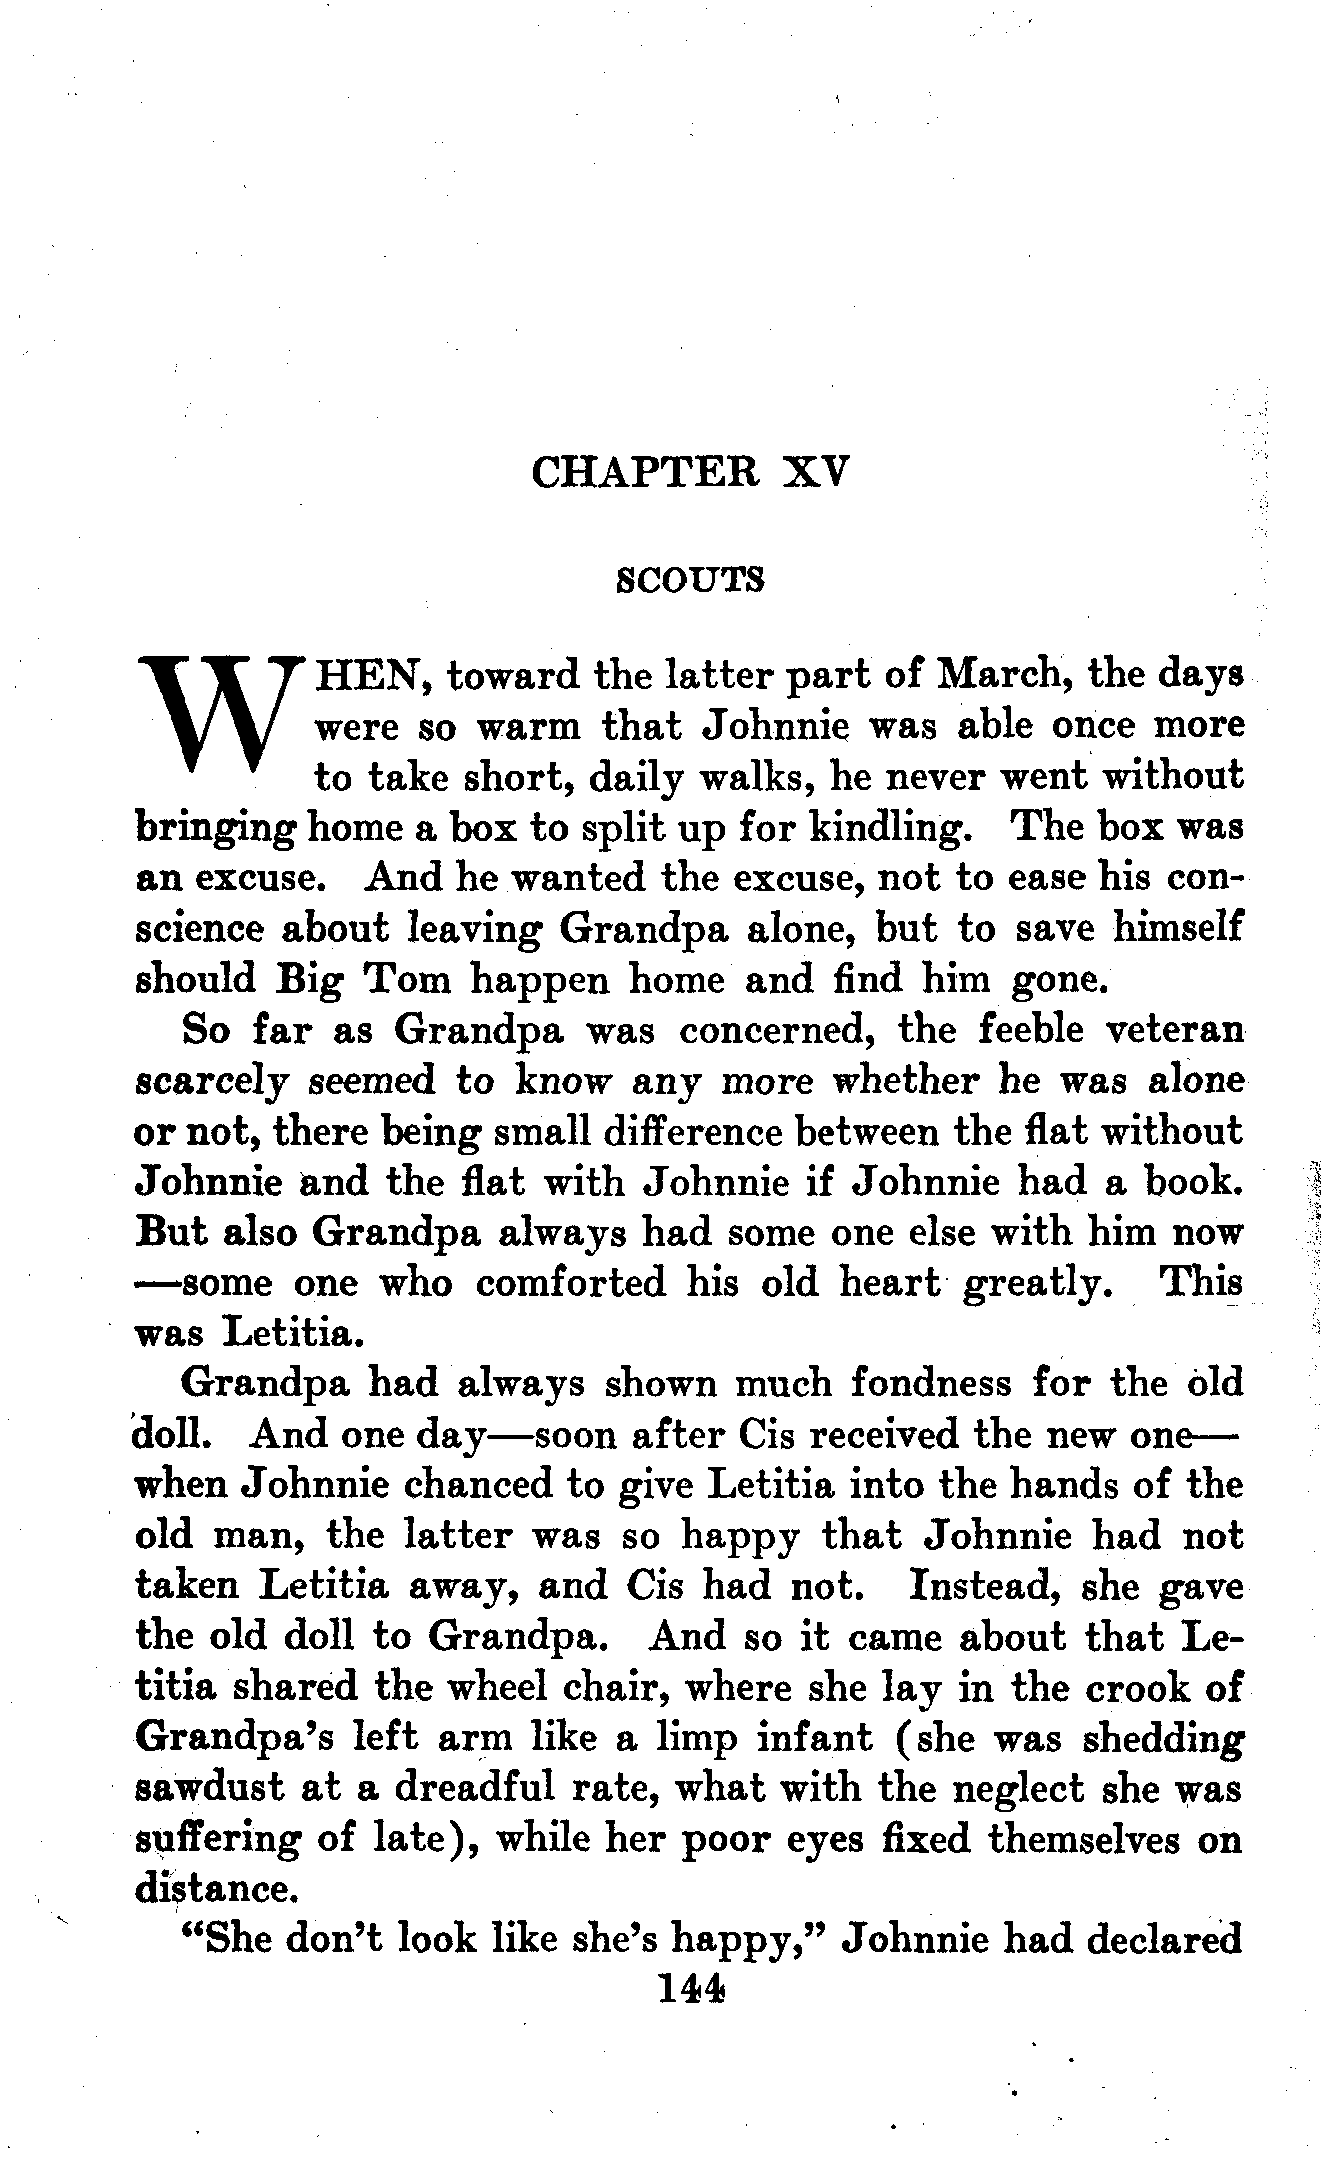 CHAPTER XV
SCOUTS
WHEN, toward the latter part of March, the days
were so warm that Johnnie was able once more
to take short, daily walks, he never went without
bringing home a box to split up for kindling. The box was
an excuse. And he wanted the excuse, not to ease his con-
science about leaving Grandpa alone, but to save himself
should Big Tom happen home and find him gone.
So far as Grandpa was concerned, the feeble veteran
scarcely seemed to know any more whether he was alone
or not, there being small difference between the flat without
Johnnie and the flat with Johnnie if Johnnie had a book.
But also Grandpa always had some one else with him now
—some one who comforted his old heart greatly. This
was Letitia.
Grandpa had always shown much fondness for the old
doll. And one day—soon after Cis received the new one—
when Johnnie chanced to give Letitia into the hands of the
old man, the latter was so happy that Johnnie had not
taken Letitia away, and Cis had not. Instead, she gave
the old doll to Grandpa. And so it came about that Le-
titia shared the wheel chair, where she lay in the crook of
Grandpa's left arm like a limp infant (she was shedding
sawdust at a dreadful rate, what with the neglect she was
suffering of late), while her poor eyes fixed themselves on
distance.
"She don't look like she's happy," Johnnie had declared
144